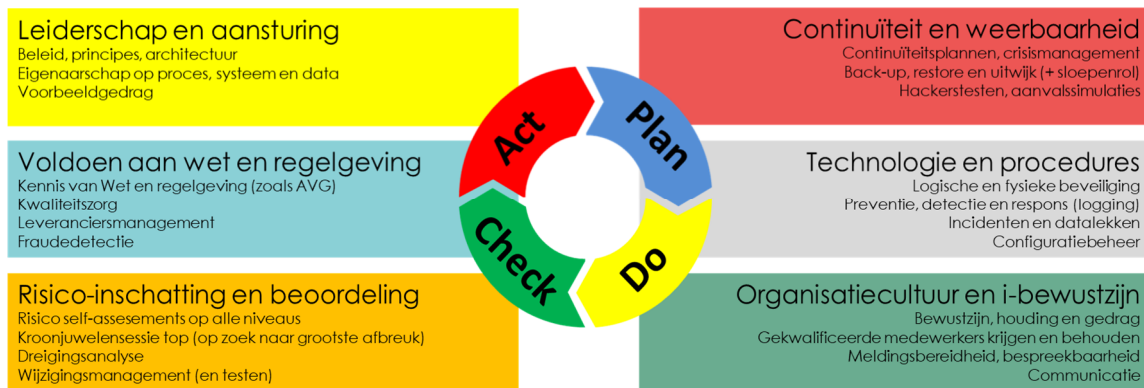 Leiderschap en aansturing
Beleid, principes, architectuur
Eigenaarschap op proces, systeem en data
Voorbeeldgedrag
Voldoen aan wet en regelgeving
Kennis van Wet en regelgeving (zoals AVG)
Kwaliteitszorg
Leveranciersmanagement
Fraudedetectie
Risico-inschatting en beoordeling
Risico self-assesments op alle niveaus
Kroonjuwelensessie top (op zoek naar grootste afbreuk)
Dreigingsanalyse
Wijzigingsmanagement (en testen)
Act
Plan
Check
Do
Continuïteit en weerbaarheid
Continuïteitsplannen, crisismanagement
Back-up, restore en uitwijk (+ sloepenrol)
Hackerstesten, aanvalssimulaties
Technologie en procedures
Logische en fysieke beveiliging
Preventie, detectie en respons (logging)
Incidenten en datalekken
Configuratiebeheer
Organisatiecultuur en i-bewustzijn
Bewustzijn, houding en gedrag
Gekwalificeerde medewerkers krijgen en behouden
Meldingsbereidheid, bespreekbaarheid
Communicatie